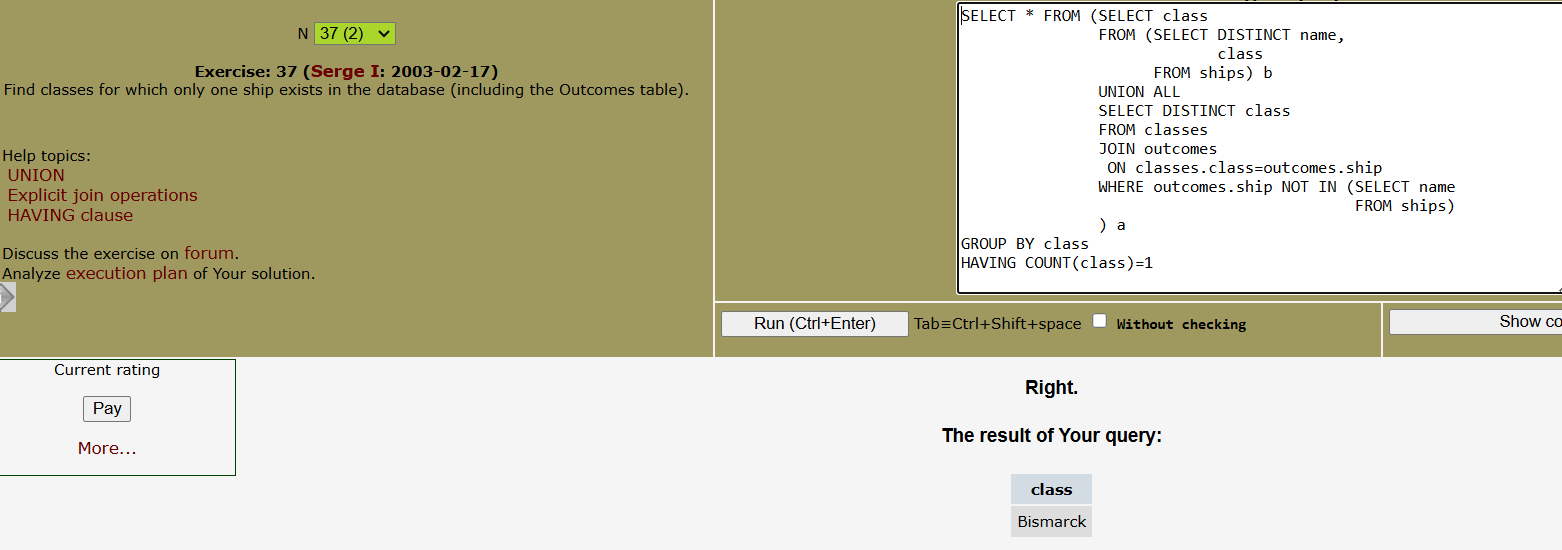 N 37 (2)
Exercise: 37 (Serge I: 2003-02-17)
Find classes for which only one ship exists in the database (including the Outcomes table).
Help topics:
UNION
Explicit join operations
HAVING clause
Discuss the exercise on forum.
Analyze execution plan of Your solution.
SELECT * FROM (SELECT class
FROM (SELECT DISTINCT name,
class
FROM ships) b
UNION ALL
SELECT DISTINCT class
FROM classes
JOIN outcomes
ON classes.class=outcomes.ship
WHERE outcomes.ship NOT IN (SELECT name
FROM ships)
) a
GROUP BY class
HAVING COUNT(class)=1
Run (Ctrl+Enter) Tab≡Ctrl+Shift+space Without checking
Show co
Current rating
Pay
More...
Right.
The result of Your query:
class
Bismarck